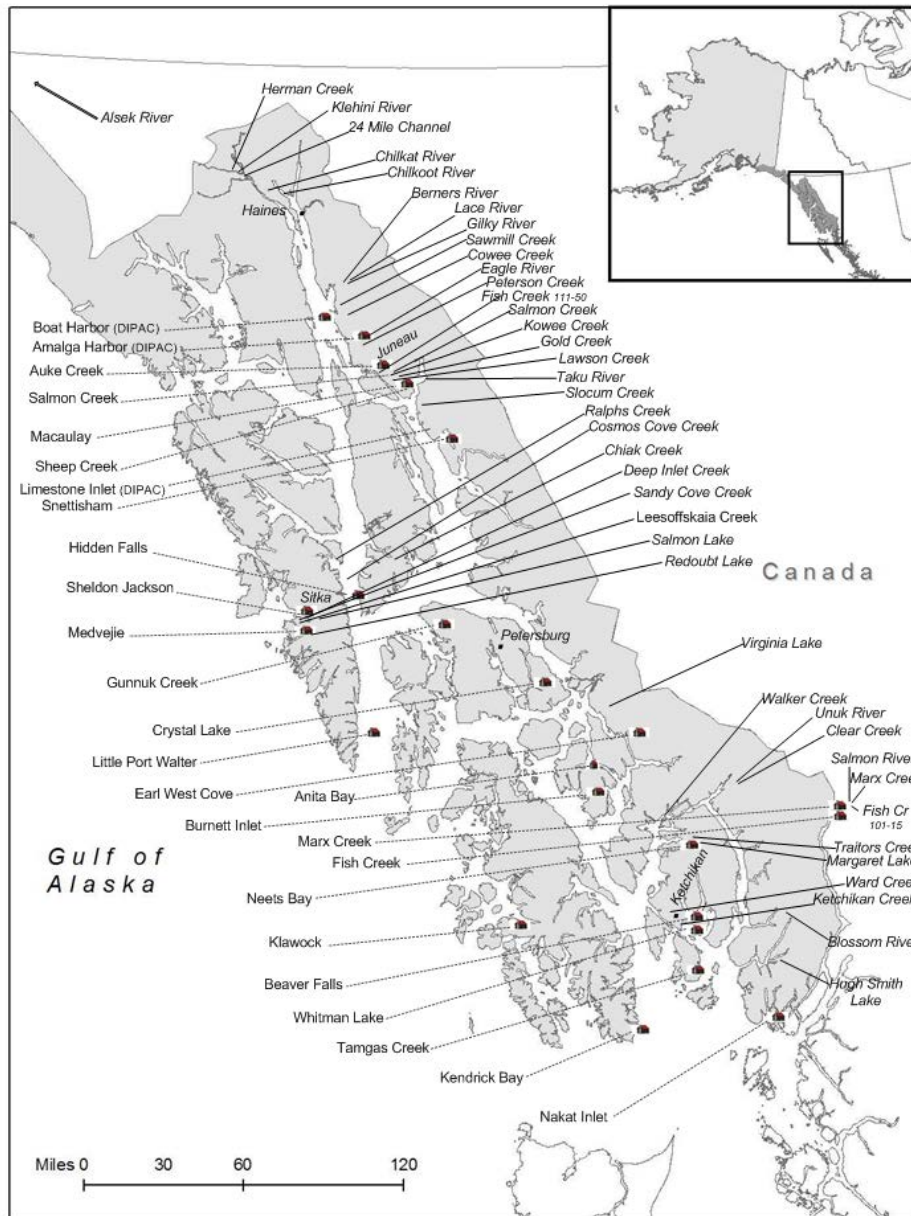 Herman Creek
Klehini River
24 Mile Channel
Alsek River
Chilkat River
Chilkoot River
Haines
Berners River
Lace River
Gilky River
Sawmill Creek
Cowee Creek
Eagle River
Peterson Creek
Fish Creek 111-50
Salmon Creek
Kowee Creek
Gold Creek
Lawson Creek
Taku River
Slocum Creek
Boat Harbor (DIPAC)
Amalga Harbor (DIPAC)
Juneau
Auke Creek
Salmon Creek
Macaulay
Sheep Creek
Limestone Inlet (DIPAC)
Snettisham
Ralphs Creek
Cosmos Cove Creek
Chiak Creek
Deep Inlet Creek
Sandy Cove Creek
Leesoffskaia Creek
Salmon Lake
Redoubt Lake
Hidden Falls
Sheldon Jackson
Sitka
Medvejie
Canada
Gunnuk Creek
Petersburg
Virginia Lake
Crystal Lake
Walker Creek
Unuk River
Clear Creek
Little Port Walter
Salmon River
Earl West Cove
Anita Bay
Marx Cree
Burnett Inlet
Fish Cr
101-15
Marx Creek
Fish Creek
Traitors Cree
Margaret Lake
Gulf of
Alaska
Neets Bay
Ketchikan
Ward Cree
Ketchikan Creek
Klawock
Blossom Rive
Beaver Falls
Hugh Smith
Lake
Whitman Lake
Tamgas Creek
Kendrick Bay
Nakat Inlet
Miles 0 60 120